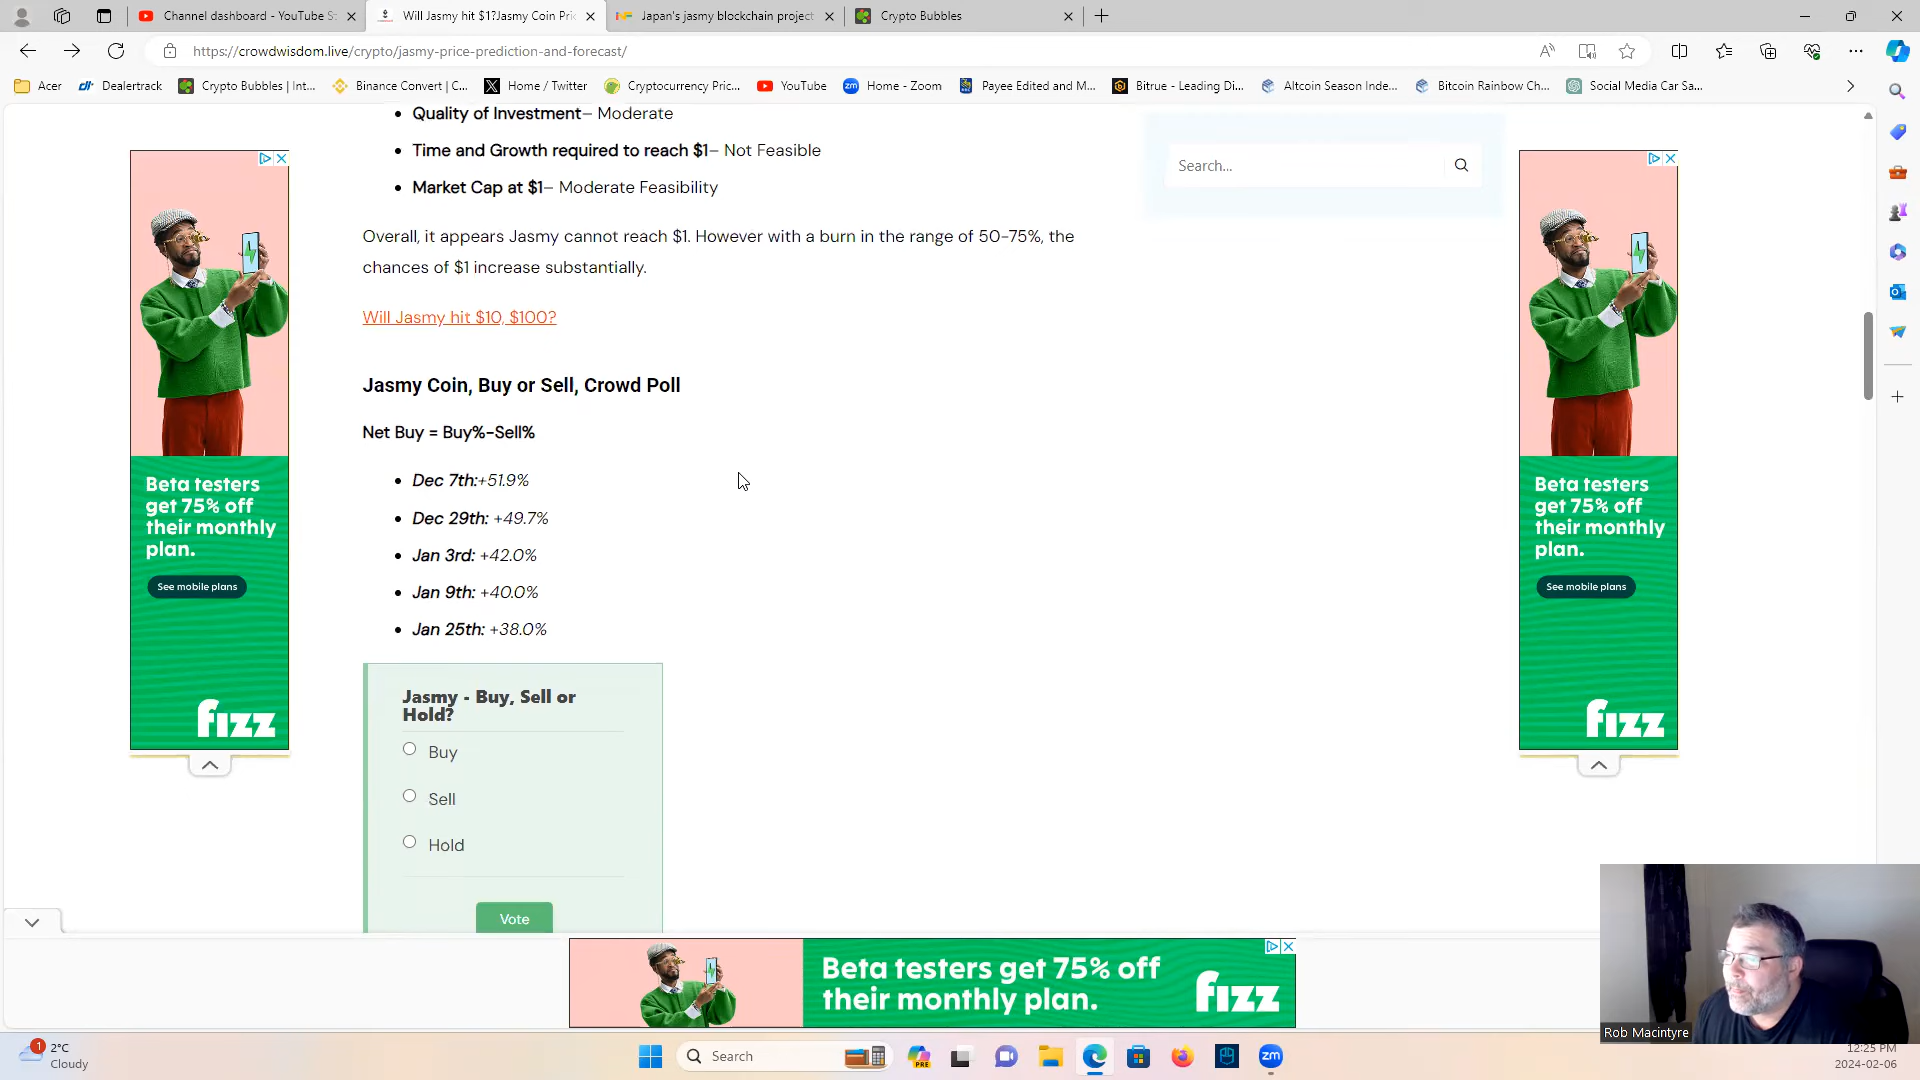 Channel dashboard - YouTube S
Will Jasmy hit $1?Jasmy Coin Pri
Japan's jasmy blockchain project
Crypto Bubbles
https://crowdwisdom.live/crypto/jasmy-price-prediction-and-forecast/
Acer
Dealertrack
Crypto Bubbles | Int...
Binance Convert | C...
Home / Twitter
Cryptocurrency Pric...
YouTube
Home - Zoom
Payee Edited and M...
Bitrue - Leading Di...
Altcoin Season Inde...
Bitcoin Rainbow Ch...
Social Media Car Sa...
• Quality of Investment– Moderate
• Time and Growth required to reach $1– Not Feasible
• Market Cap at $1– Moderate Feasibility
Search...
Overall, it appears Jasmy cannot reach $1. However with a burn in the range of 50-75%, the
chances of $1 increase substantially.
Will Jasmy hit $10, $100?
Jasmy Coin, Buy or Sell, Crowd Poll
Net Buy = Buy%-Sell%
• Dec 7th:+51.9%
• Dec 29th: +49.7%
• Jan 3rd: +42.0%
• Jan 9th: +40.0%
• Jan 25th: +38.0%
Jasmy - Buy, Sell or
Hold?
Buy
Sell
Hold
Vote
Beta testers
get 75% off
their monthly
plan.
See mobile plans
fizz
Beta testers
get 75% off
their monthly
plan.
See mobile plans
fizz
Beta testers get 75% off
their monthly plan.
fizz
Rob Macintyre
1
2°C
Cloudy
Search
PRE
zm
12:25 PM
2024-02-06